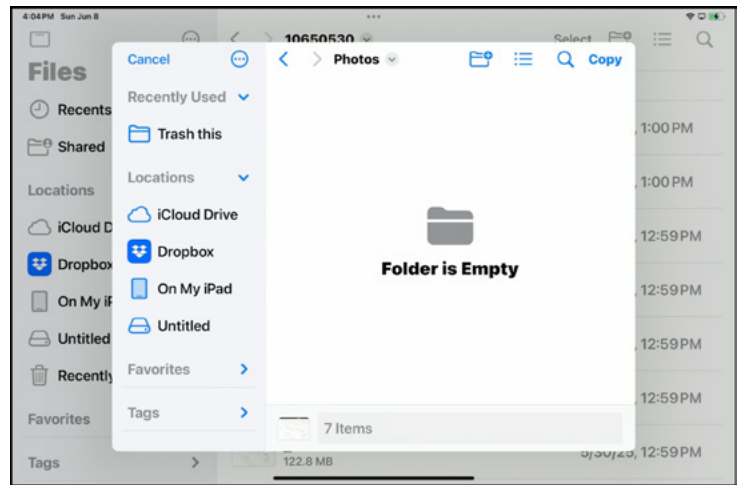 4:04 PM Sun Jun 8
Files
Recents
Shared
Locations
iCloud D
Dropbox
On My iP
Untitled
Recently
Favorites
Tags
10650530
Select
Cancel
Recently Used
Trash this
Locations
iCloud Drive
Dropbox
On My iPad
Untitled
Favorites
Tags
Photos
Copy
Folder is Empty
7 Items
, 1:00 PM
, 1:00 PM
, 12:59 PM
, 12:59 PM
, 12:59 PM
, 12:59 PM
122.8 MB
5/30/25, 12:59 PM